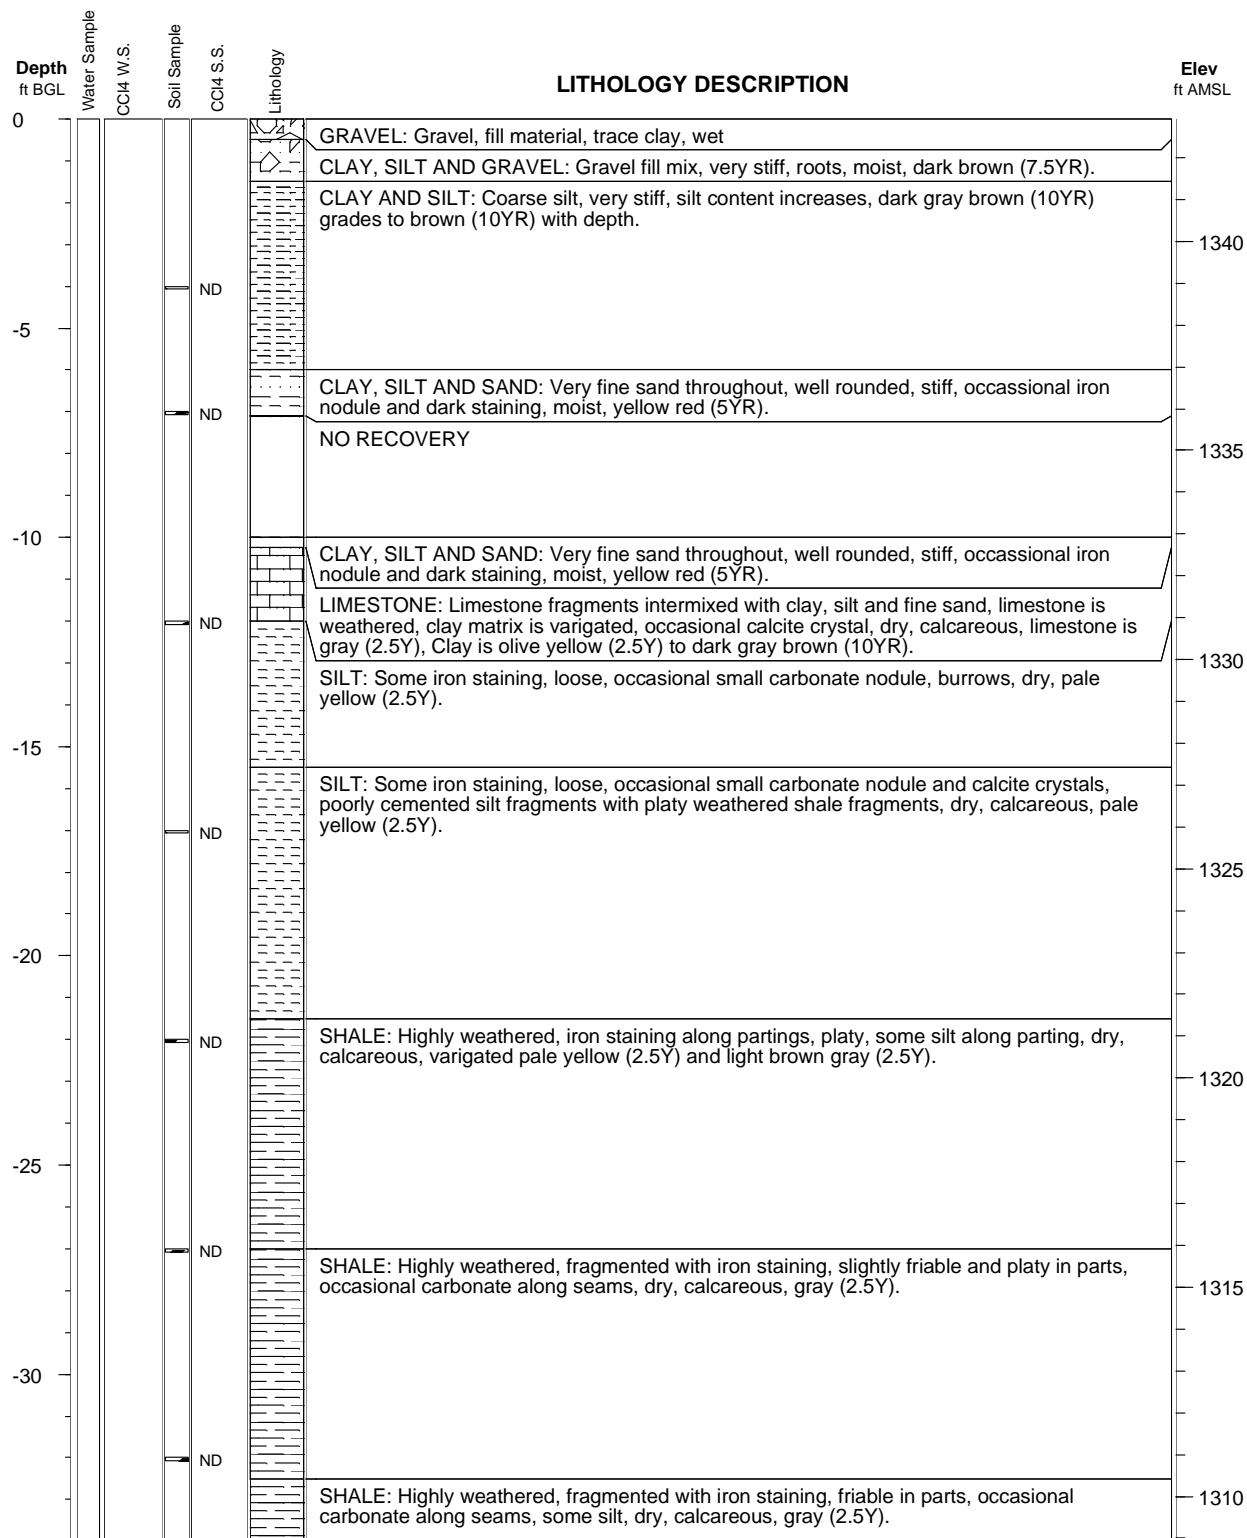 Depth
ft BGL
Water Sample
CCl4 W.S.
Soil Sample
CCl4 S.S.
Lithology
LITHOLOGY DESCRIPTION
Elev
ft AMSL
0
GRAVEL: Gravel, fill material, trace clay, wet
CLAY, SILT AND GRAVEL: Gravel fill mix, very stiff, roots, moist, dark brown (7.5YR).
CLAY AND SILT: Coarse silt, very stiff, silt content increases, dark gray brown (10YR)
grades to brown (10YR) with depth.
1340
ND
-5
CLAY, SILT AND SAND: Very fine sand throughout, well rounded, stiff, occassional iron
nodule and dark staining, moist, yellow red (5YR).
ND
NO RECOVERY
1335
-10
CLAY, SILT AND SAND: Very fine sand throughout, well rounded, stiff, occassional iron
nodule and dark staining, moist, yellow red (5YR).
LIMESTONE: Limestone fragments intermixed with clay, silt and fine sand, limestone is
weathered, clay matrix is varigated, occasional calcite crystal, dry, calcareous, limestone is
gray (2.5Y), Clay is olive yellow (2.5Y) to dark gray brown (10YR).
ND
1330
SILT: Some iron staining, loose, occasional small carbonate nodule, burrows, dry, pale
yellow (2.5Y).
-15
SILT: Some iron staining, loose, occasional small carbonate nodule and calcite crystals,
poorly cemented silt fragments with platy weathered shale fragments, dry, calcareous, pale
yellow (2.5Y).
ND
1325
-20
SHALE: Highly weathered, iron staining along partings, platy, some silt along parting, dry,
calcareous, varigated pale yellow (2.5Y) and light brown gray (2.5Y).
ND
1320
-25
ND
SHALE: Highly weathered, fragmented with iron staining, slightly friable and platy in parts,
occasional carbonate along seams, dry, calcareous, gray (2.5Y).
1315
-30
ND
SHALE: Highly weathered, fragmented with iron staining, friable in parts, occasional
carbonate along seams, some silt, dry, calcareous, gray (2.5Y).
1310